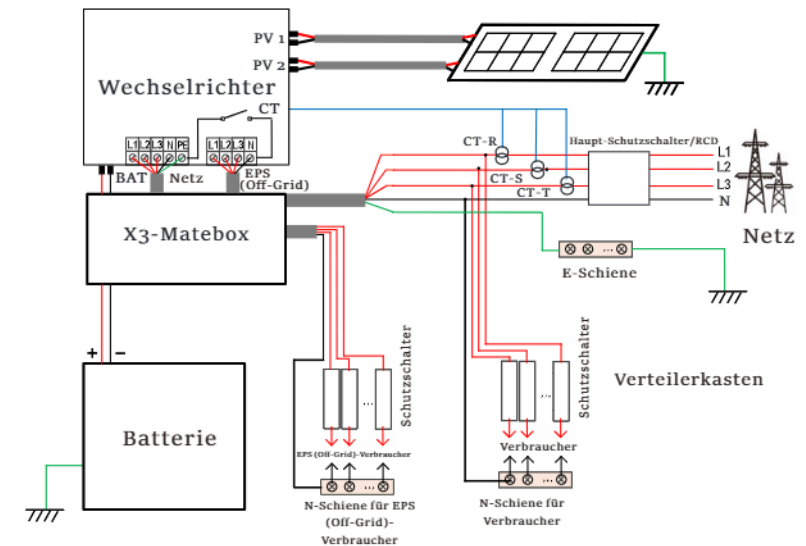 PV 1
PV 2
Wechselrichter
CT
L1 L2 L3 N PE
L1 L2 L3 N
BAT
Netz
EPS
(Off-Grid)
CT-R
CT-S
CT-T
Haupt-Schutzschalter/RCD
L1
L2
L3
N
Netz
X3-Matebox
... 
E-Schiene
+ −
Batterie
Schutzschalter
...
EPS (Off-Grid)-Verbraucher
...
N-Schiene für EPS
(Off-Grid)-
Verbraucher
Schutzschalter
...
Verbraucher
...
N-Schiene für
Verbraucher
Verteilerkasten